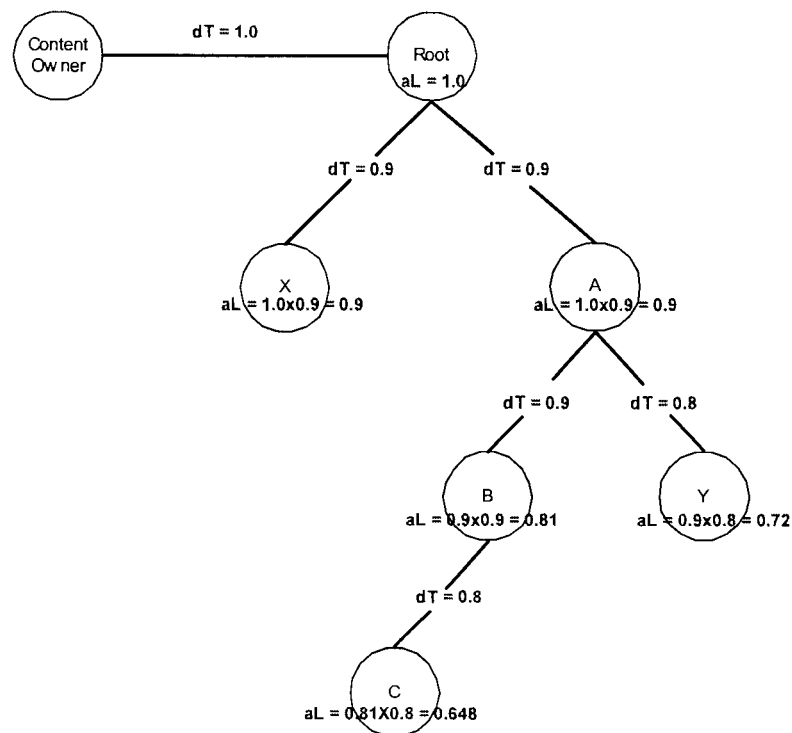 dT = 1.0
Content
Owner
Root
aL = 1.0
dT = 0.9
dT = 0.9
X
aL = 1.0x0.9 = 0.9
A
aL = 1.0x0.9 = 0.9
dT = 0.9
dT = 0.8
B
aL = 0.9x0.9 = 0.81
Y
aL = 0.9x0.8 = 0.72
dT = 0.8
C
aL = 0.81X0.8 = 0.648